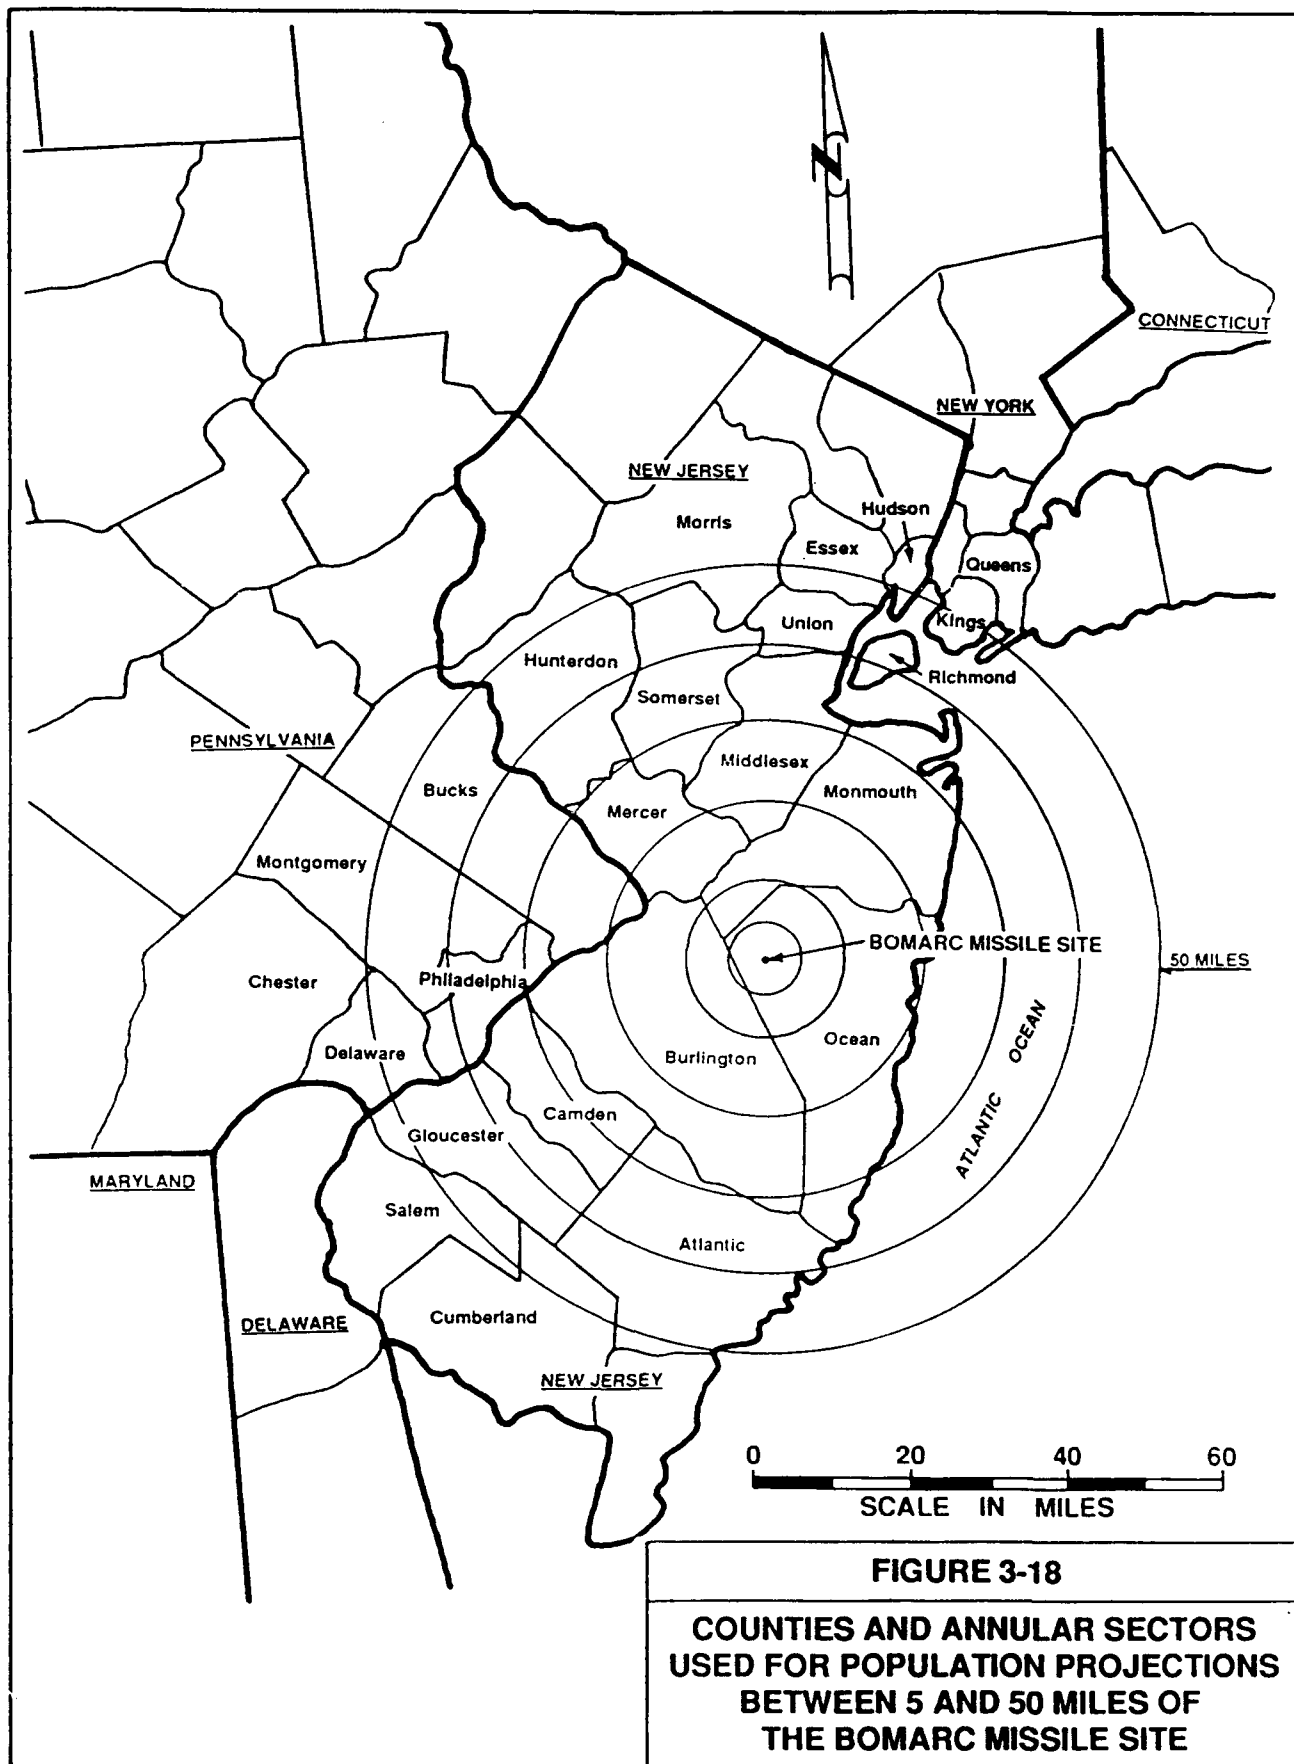 N
CONNECTICUT
NEW YORK
NEW JERSEY
Hudson
Morris
Essex
Queens
Union
Kings
Hunterdon
Richmond
Somerset
PENNSYLVANIA
Middlesex
Bucks
Monmouth
Mercer
Montgomery
BOMARC MISSILE SITE
50 MILES
Chester
Philadelphia
Ocean
Delaware
Burlington
ATLANTIC OCEAN
Camden
Gloucester
MARYLAND
Salem
Atlantic
DELAWARE
Cumberland
NEW JERSEY
0 20 40 60
SCALE IN MILES
FIGURE 3-18
COUNTIES AND ANNULAR SECTORS
USED FOR POPULATION PROJECTIONS
BETWEEN 5 AND 50 MILES OF
THE BOMARC MISSILE SITE